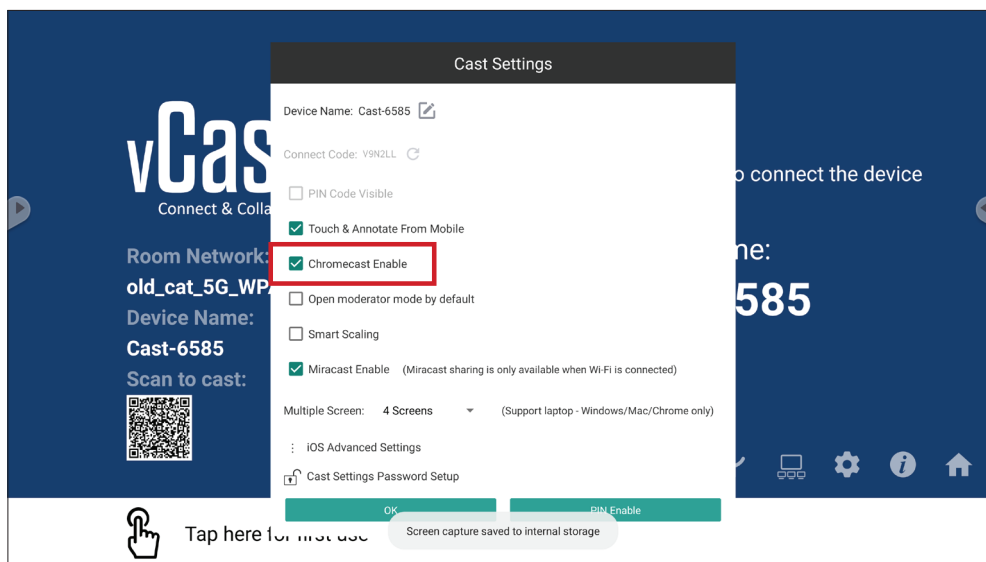 Cast Settings
Device Name: Cast-6585
Connect Code: V9N2LL
PIN Code Visible
Touch & Annotate From Mobile
Chromecast Enable
Open moderator mode by default
Smart Scaling
Miracast Enable (Miracast sharing is only available when Wi-Fi is connected)
Multiple Screen: 4 Screens (Support laptop - Windows/Mac/Chrome only)
iOS Advanced Settings
Cast Settings Password Setup
OK
PIN Enable
Screen capture saved to internal storage
vCas
Connect & Colla
Room Network:
old_cat_5G_WPA
Device Name:
Cast-6585
Scan to cast:
o connect the device
me:
585
Tap here for first use